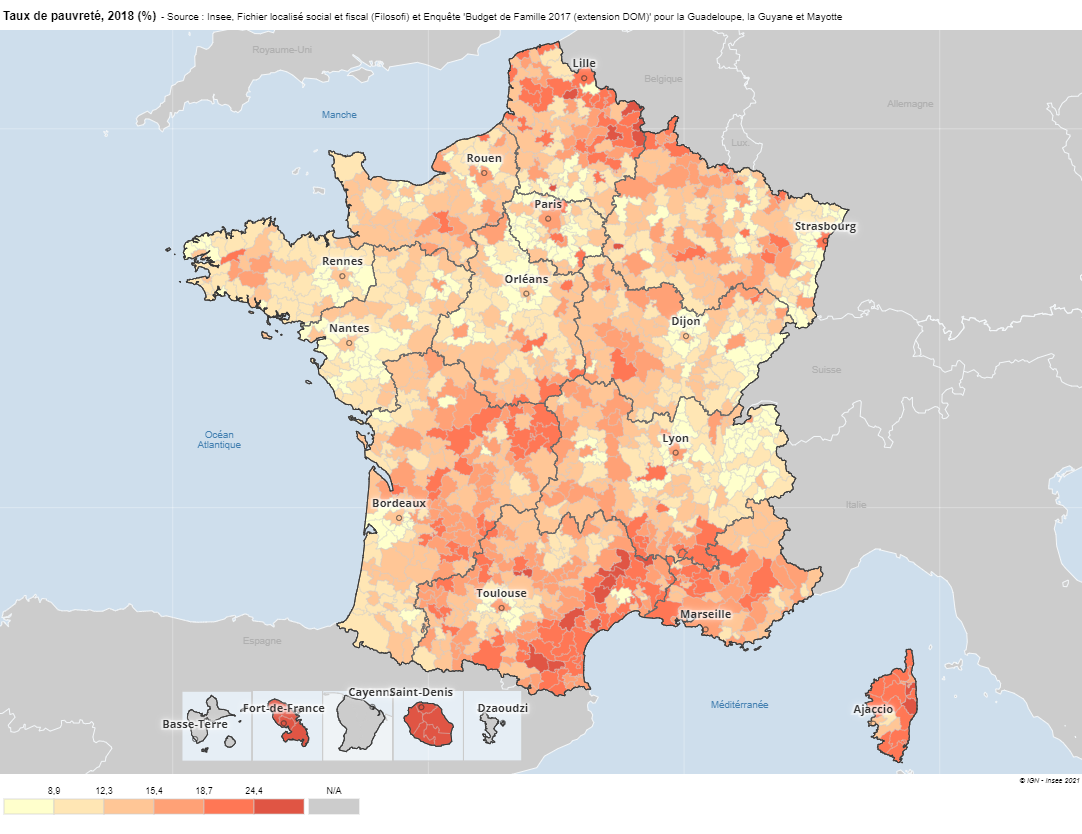 Taux de pauvreté, 2018 (%) - Source : Insee, Fichier localisé social et fiscal (Filosofi) et Enquête 'Budget de Famille 2017 (extension DOM)' pour la Guadeloupe, la Guyane et Mayotte
Royaume-Uni
Lille
Belgique
Allemagne
Manche
Lux.
Rouen
Paris
Strasbourg
Rennes
Orléans
Nantes
Dijon
Suisse
Océan
Atlantique
Lyon
Bordeaux
Italie
Toulouse
Marseille
Espagne
Cayenn
Saint-Denis
Fort-de-France
Dzaoudzi
Basse-Terre
Méditérranée
Ajaccio
© IGN - Insee 2021
8,9 12,3 15,4 18,7 24,4 N/A